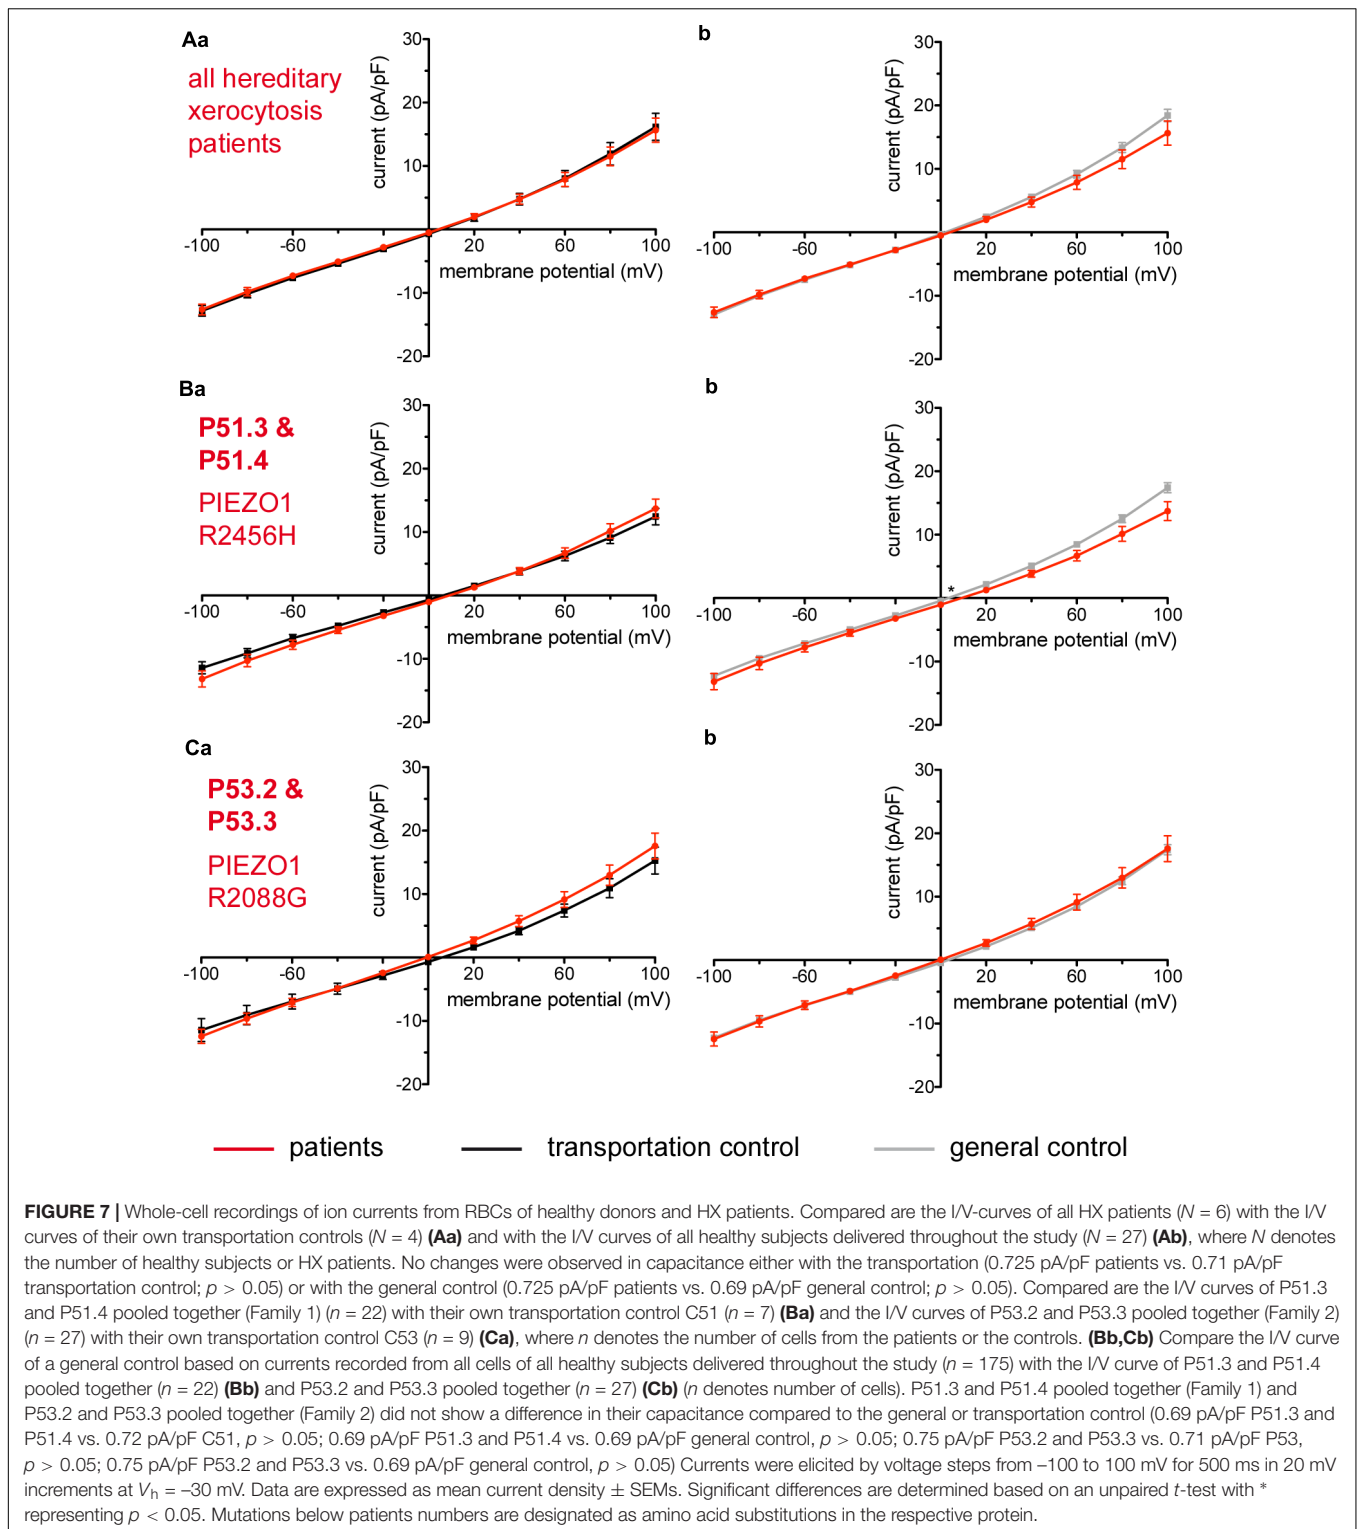 Aa
all hereditary
xerocytosis
patients
current (pA/pF)
30
20
10
-10
-20
-100
-60
20
60
100
membrane potential (mV)
b
current (pA/pF)
30
20
10
-10
-20
-100
-60
20
60
100
membrane potential (mV)
Ba
P51.3 &
P51.4
PIEZO1
R2456H
current (pA/pF)
30
20
10
-10
-20
-100
-60
20
60
100
membrane potential (mV)
b
current (pA/pF)
30
20
10
-10
-20
-100
-60
20
60
100
*
membrane potential (mV)
Ca
P53.2 &
P53.3
PIEZO1
R2088G
current (pA/pF)
30
20
10
-10
-20
-100
-60
20
60
100
membrane potential (mV)
b
current (pA/pF)
30
20
10
-10
-20
-100
-60
20
60
100
membrane potential (mV)
patients transportation control general control
FIGURE 7 | Whole-cell recordings of ion currents from RBCs of healthy donors and HX patients. Compared are the I/V-curves of all HX patients (N = 6) with the I/V
curves of their own transportation controls (N = 4) (Aa) and with the I/V curves of all healthy subjects delivered throughout the study (N = 27) (Ab), where N denotes
the number of healthy subjects or HX patients. No changes were observed in capacitance either with the transportation (0.725 pA/pF patients vs. 0.71 pA/pF
transportation control; p > 0.05) or with the general control (0.725 pA/pF patients vs. 0.69 pA/pF general control; p > 0.05). Compared are the I/V curves of P51.3
and P51.4 pooled together (Family 1) (n = 22) with their own transportation control C51 (n = 7) (Ba) and the I/V curves of P53.2 and P53.3 pooled together (Family 2)
(n = 27) with their own transportation control C53 (n = 9) (Ca), where n denotes the number of cells from the patients or the controls. (Bb,Cb) Compare the I/V curve
of a general control based on currents recorded from all cells of all healthy subjects delivered throughout the study (n = 175) with the I/V curve of P51.3 and P51.4
pooled together (n = 22) (Bb) and P53.2 and P53.3 pooled together (n = 27) (Cb) (n denotes number of cells). P51.3 and P51.4 pooled together (Family 1) and
P53.2 and P53.3 pooled together (Family 2) did not show a difference in their capacitance compared to the general or transportation control (0.69 pA/pF P51.3 and
P51.4 vs. 0.72 pA/pF C51, p > 0.05; 0.69 pA/pF P51.3 and P51.4 vs. 0.69 pA/pF general control, p > 0.05; 0.75 pA/pF P53.2 and P53.3 vs. 0.71 pA/pF P53,
p > 0.05; 0.75 pA/pF P53.2 and P53.3 vs. 0.69 pA/pF general control, p > 0.05) Currents were elicited by voltage steps from –100 to 100 mV for 500 ms in 20 mV
increments at Vh = –30 mV. Data are expressed as mean current density ± SEMs. Significant differences are determined based on an unpaired t-test with *
representing p < 0.05. Mutations below patients numbers are designated as amino acid substitutions in the respective protein.